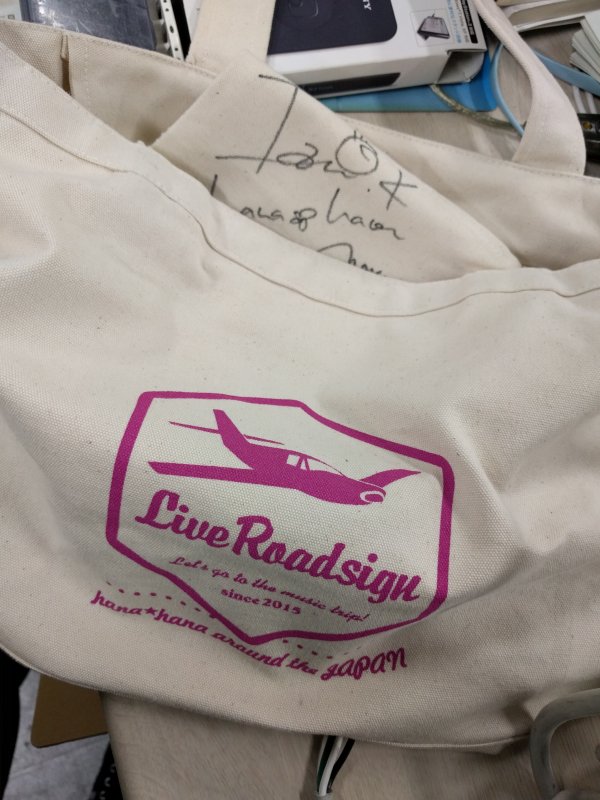 Live Roadsign
Let's go to the music trip!
since 2015
hana★hana around the JAPAN